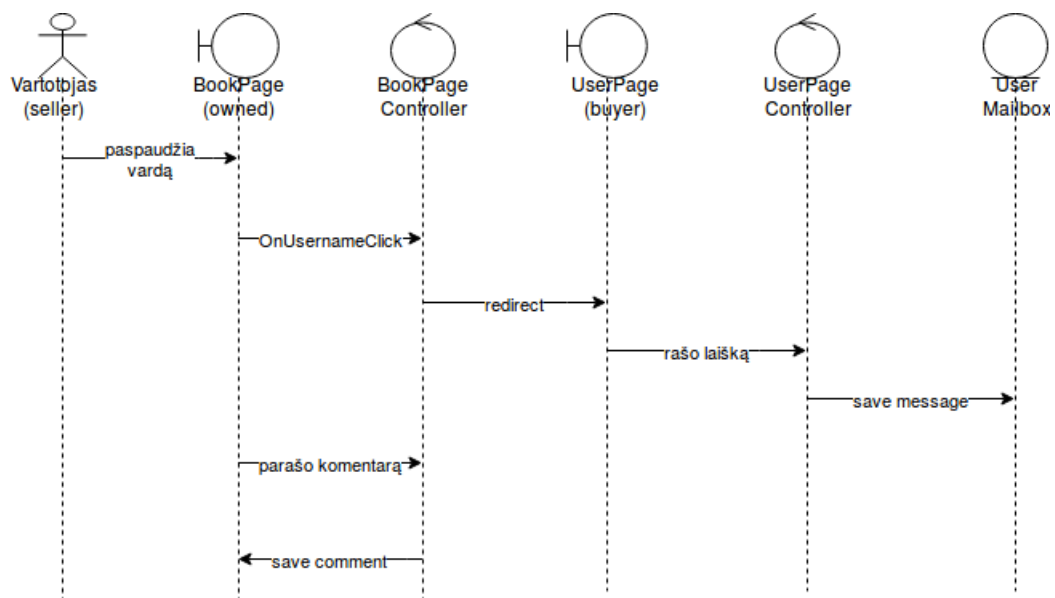 Vartotojas
(seller)
BookPage
(owned)
BookPage
Controller
UserPage
(buyer)
UserPage
Controller
User
Mailbox
paspaudžia
vardą
OnUsernameClick
redirect
rašo laišką
save message
parašo komentarą
save comment